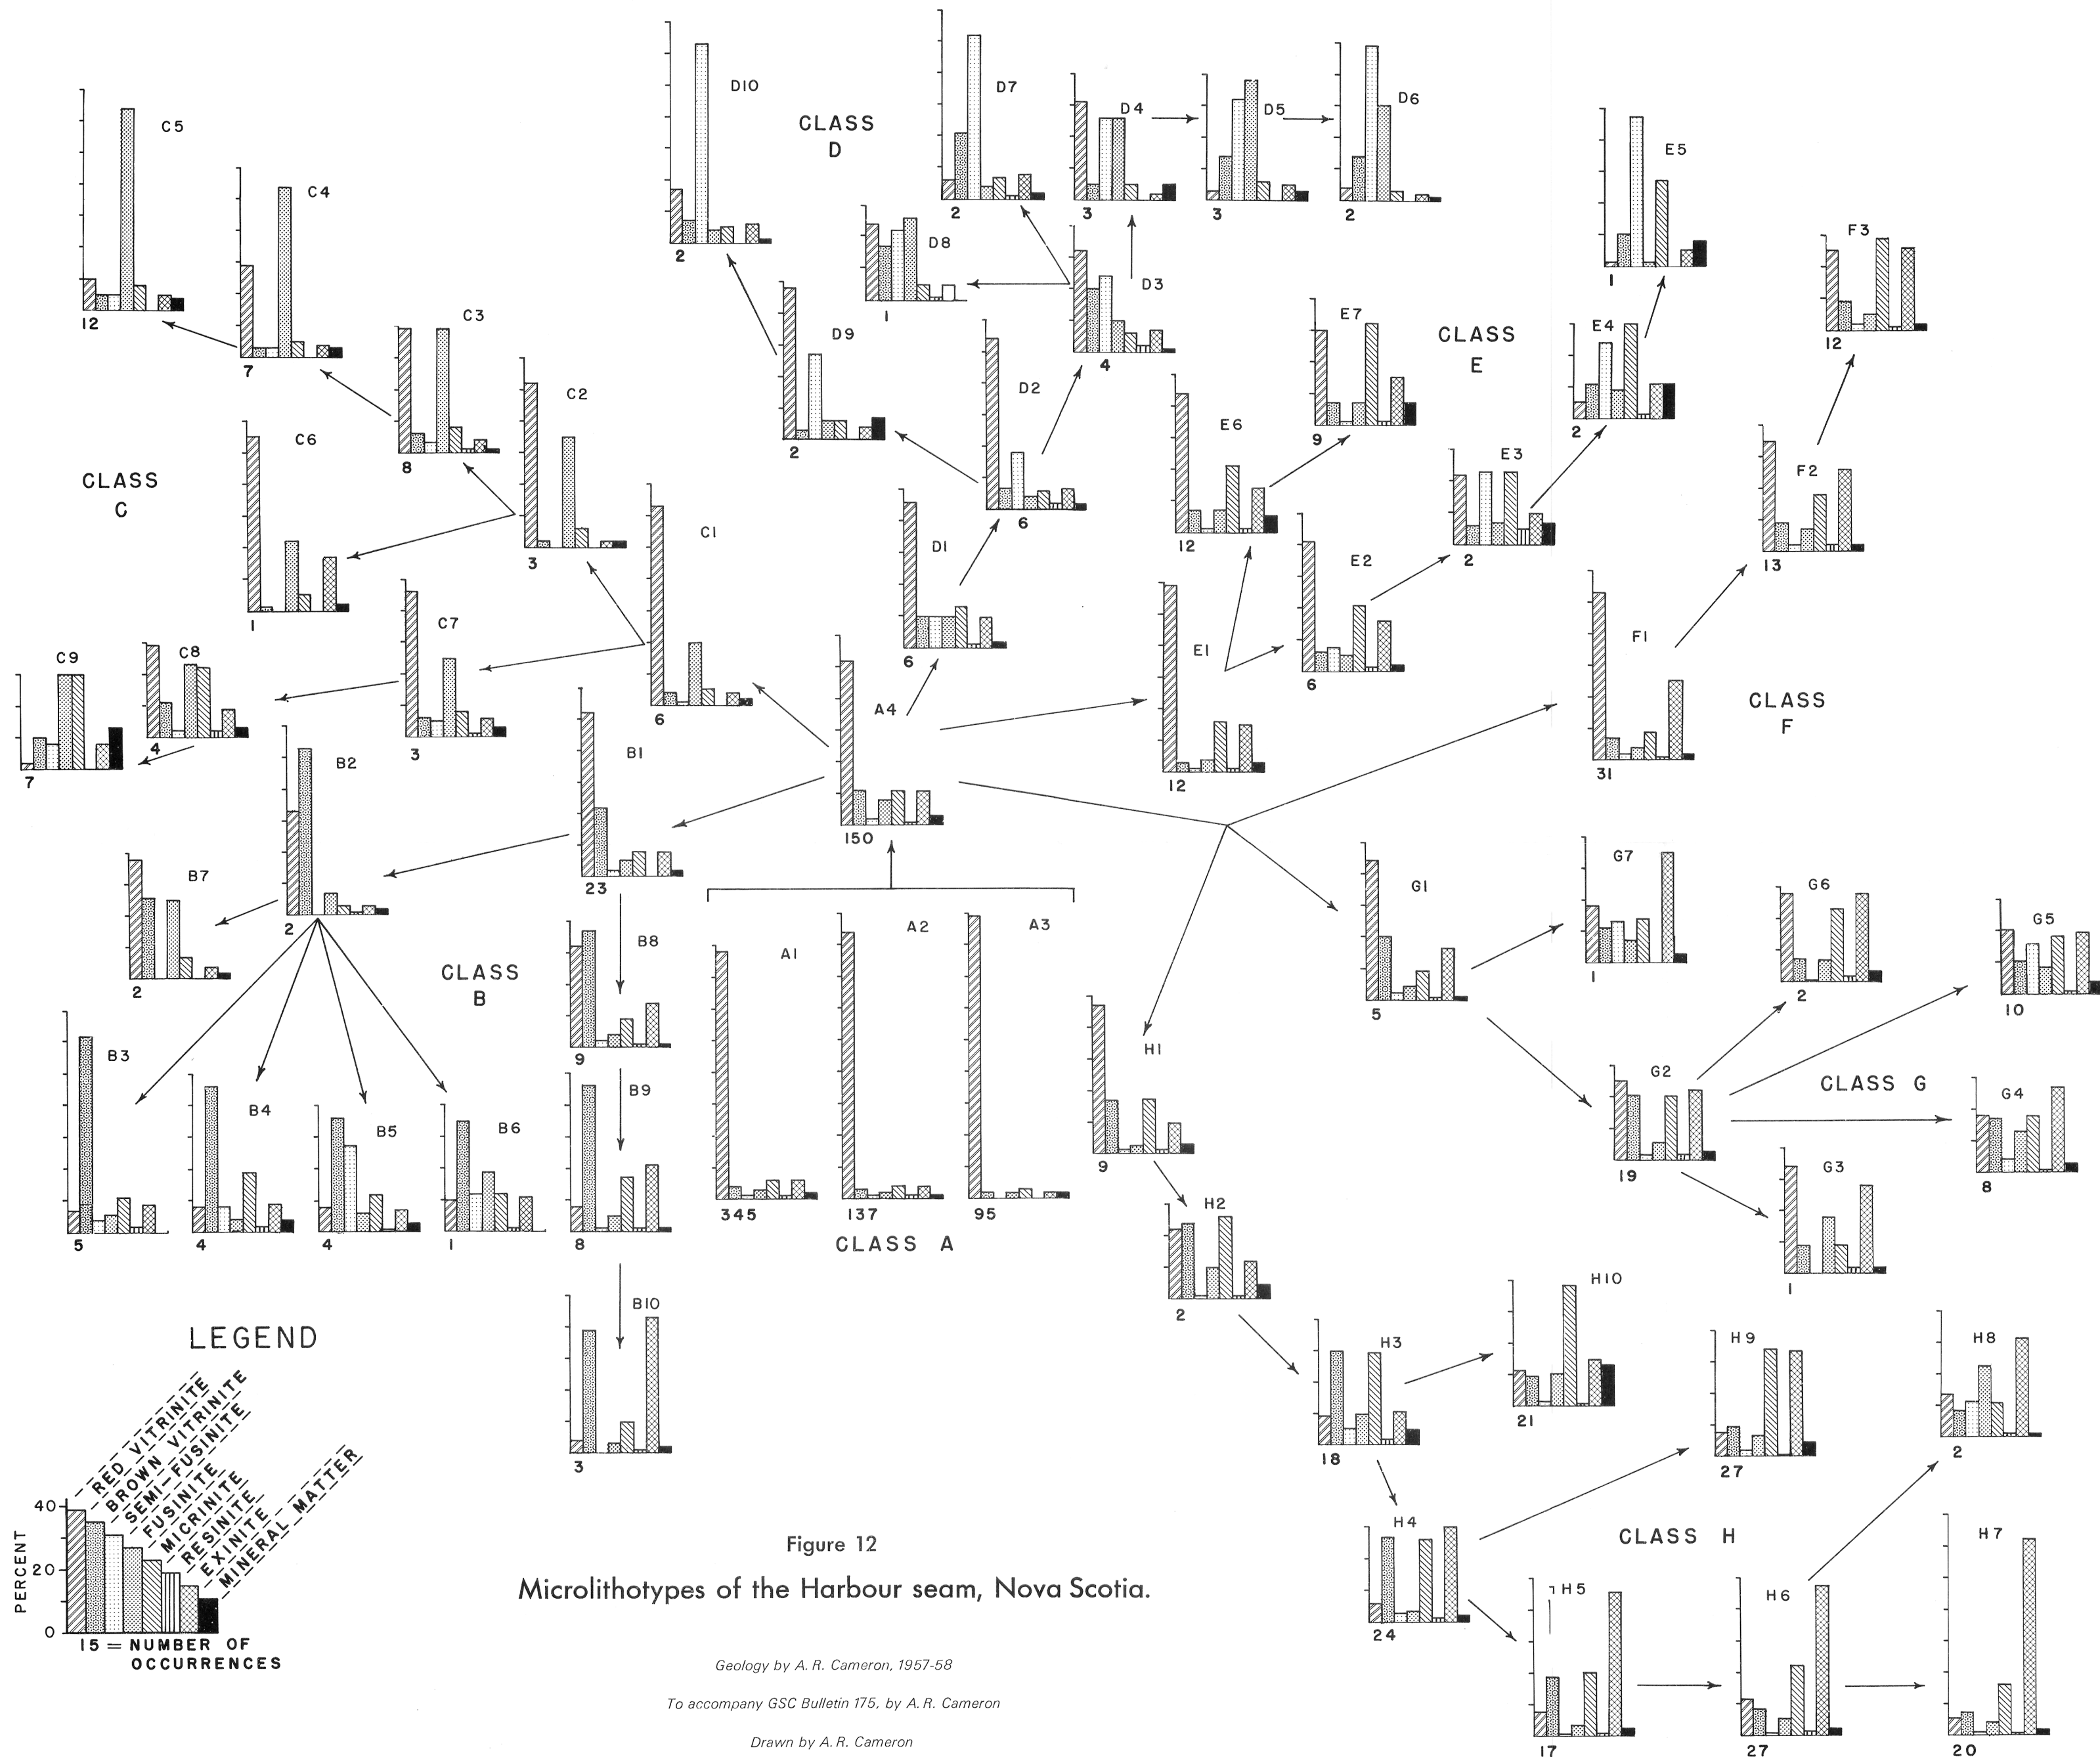 D10
2
CLASS
D
D7
2
D4
3
D5
3
D6
2
D8
1
D3
4
D9
2
D2
6
D1
6
C5
12
C4
7
C3
8
C2
3
C6
1
CLASS
C
C1
6
C7
3
C8
4
C9
7
E5
1
E4
2
CLASS
E
E7
9
E6
12
E3
2
E2
6
E1
12
F3
12
F2
13
F1
31
CLASS
F
A4
150
B1
23
B2
2
B7
2
CLASS
B
B8
9
B3
5
B4
4
B5
4
B6
1
B9
8
B10
3
A1
345
A2
137
A3
95
CLASS A
G1
5
G7
1
G6
2
G5
10
CLASS G
G2
19
G4
8
G3
1
H1
9
H2
2
H3
18
H10
21
H9
27
H8
2
H4
24
CLASS H
H5
17
H6
27
H7
20
LEGEND
RED VITRINITE
BROWN VITRINITE
SEMI-FUSINITE
FUSINITE
MICRINITE
RESINITE
EXINITE
MINERAL MATTER
PERCENT
40
20
0
15 = NUMBER OF
OCCURRENCES
Figure 12
Microlithotypes of the Harbour seam, Nova Scotia.
Geology by A. R. Cameron, 1957-58
To accompany GSC Bulletin 175, by A. R. Cameron
Drawn by A. R. Cameron